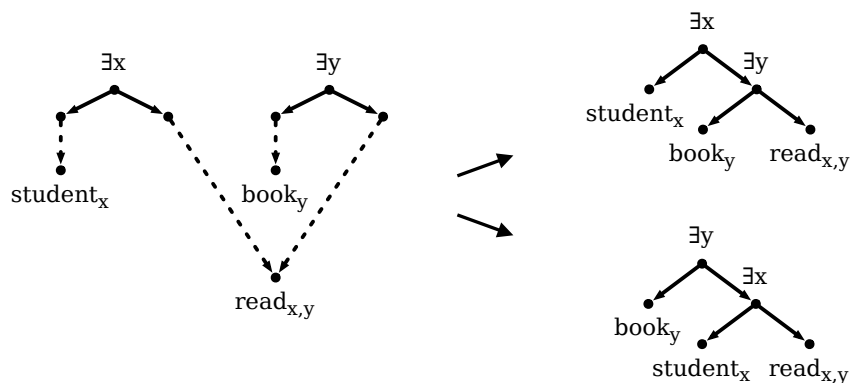 ∃x
∃y
student_x
book_y
read_x,y
∃x
∃y
student_x
book_y
read_x,y
∃y
∃x
book_y
student_x
read_x,y